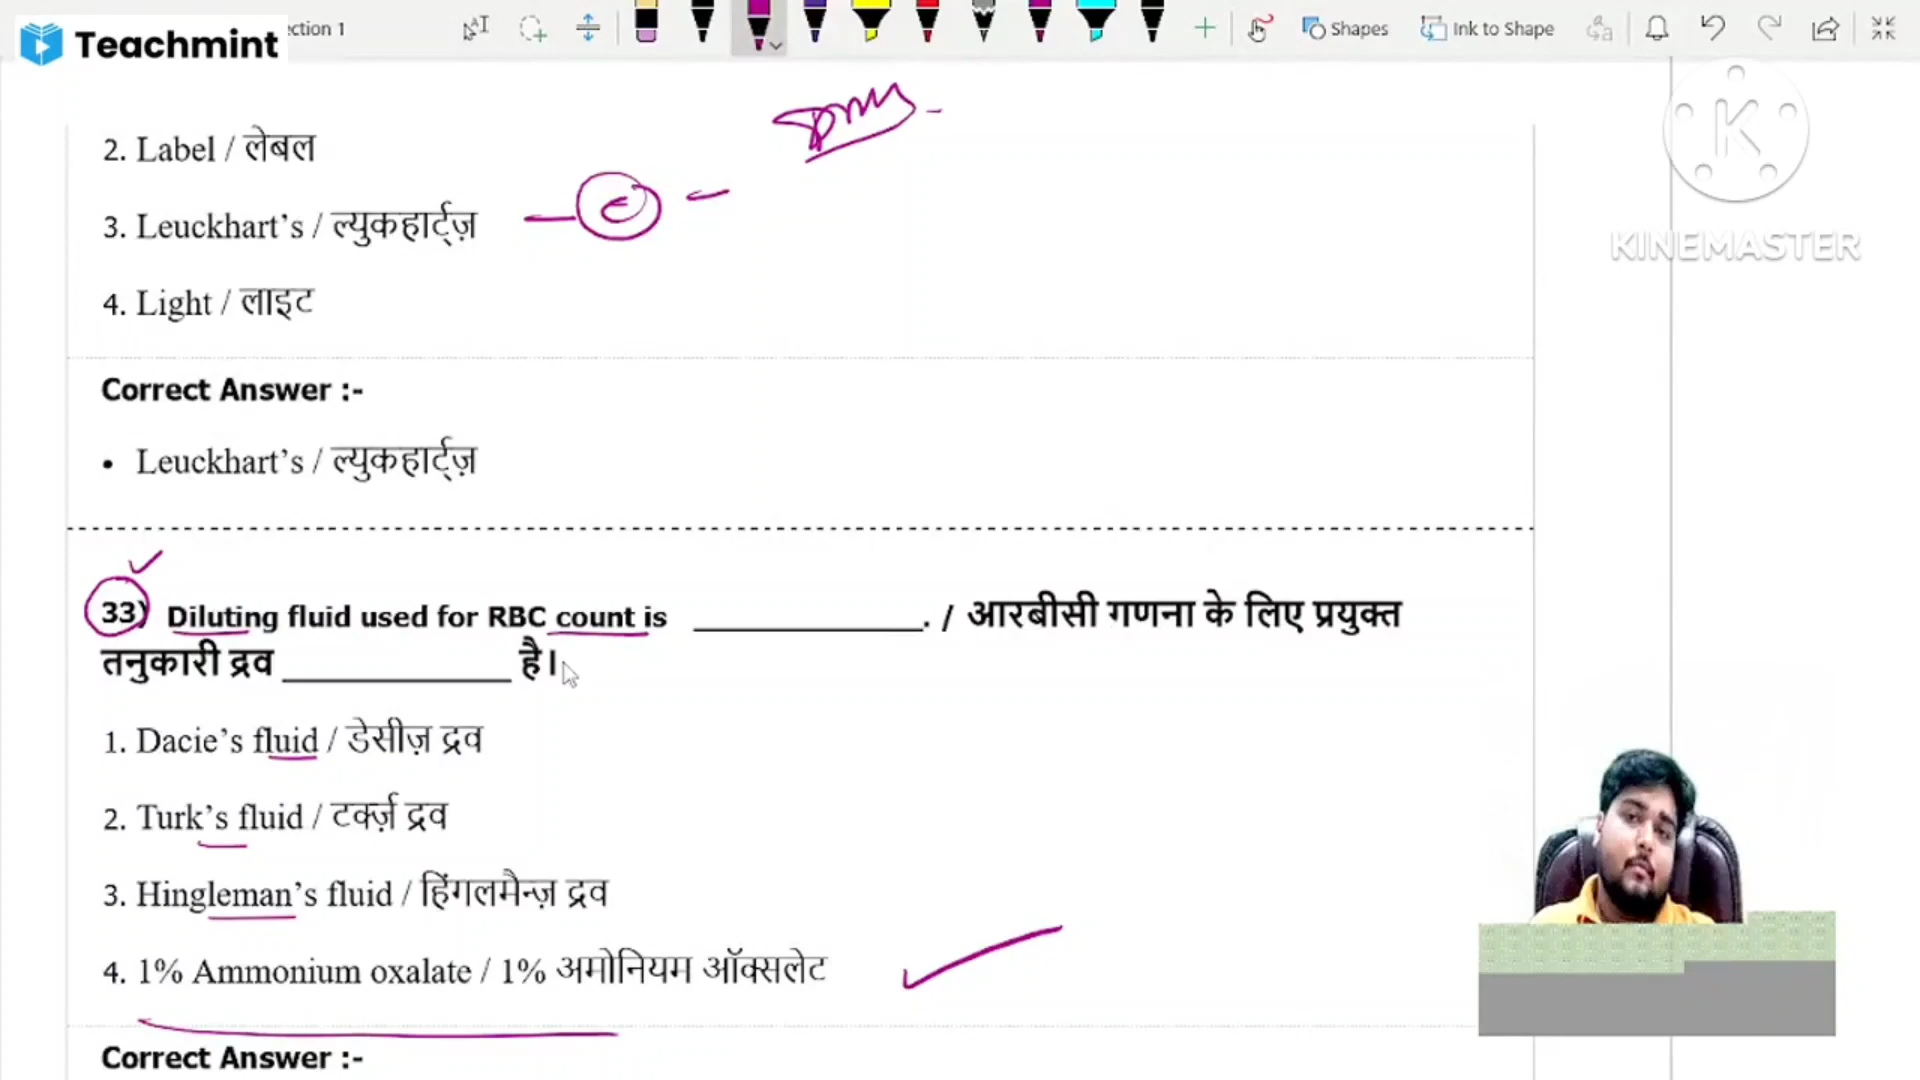 Teachmint
ection 1
Shapes
Ink to Shape
2. Label / लेबल
3. Leuckhart's / ल्युकहार्ट्ज़
4. Light / लाइट
KINEMASTER
Correct Answer :-
• Leuckhart's / ल्युकहार्ट्ज़
33) Diluting fluid used for RBC count is ____________. / आरबीसी गणना के लिए प्रयुक्त
तनुकारी द्रव ____________ है।
1. Dacie's fluid / डेसीज़ द्रव
2. Turk's fluid / टर्क्ज़ द्रव
3. Hingleman's fluid / हिंगलमैन्ज़ द्रव
4. 1% Ammonium oxalate / 1% अमोनियम ऑक्सलेट
Correct Answer :-